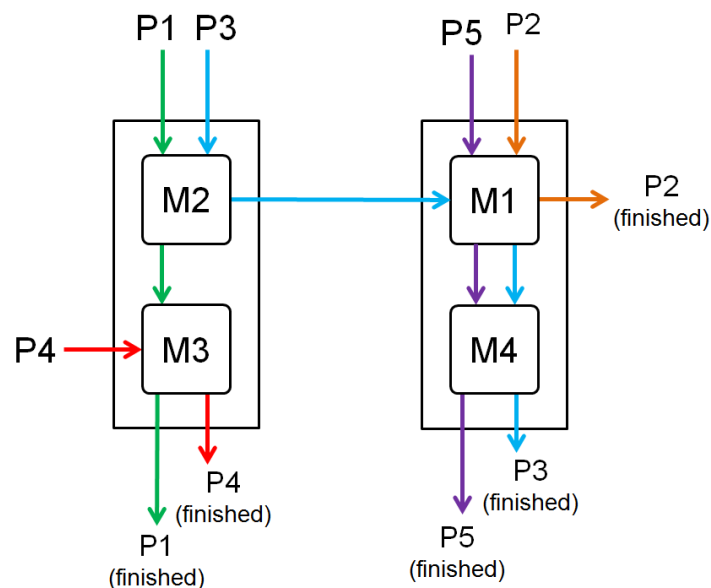 P1 P3
P5 P2
M2
M1
P2
(finished)
P4
M3
M4
P4
(finished)
P3
(finished)
P1
(finished)
P5
(finished)